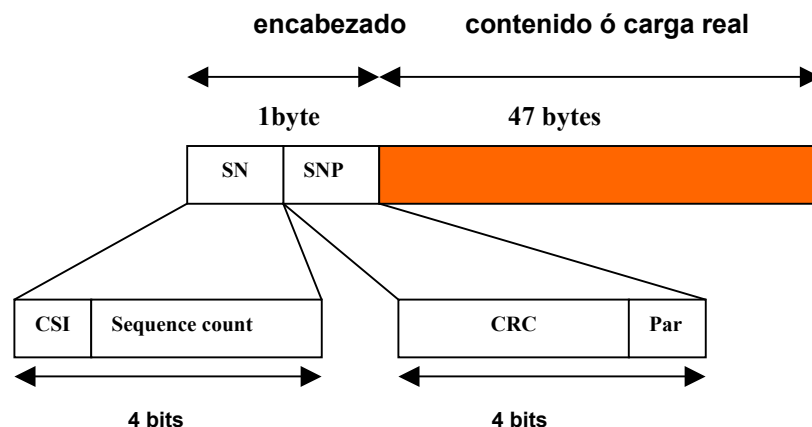 encabezado contenido ó carga real
1byte 47 bytes
SN SNP
CSI Sequence count CRC Par
4 bits 4 bits